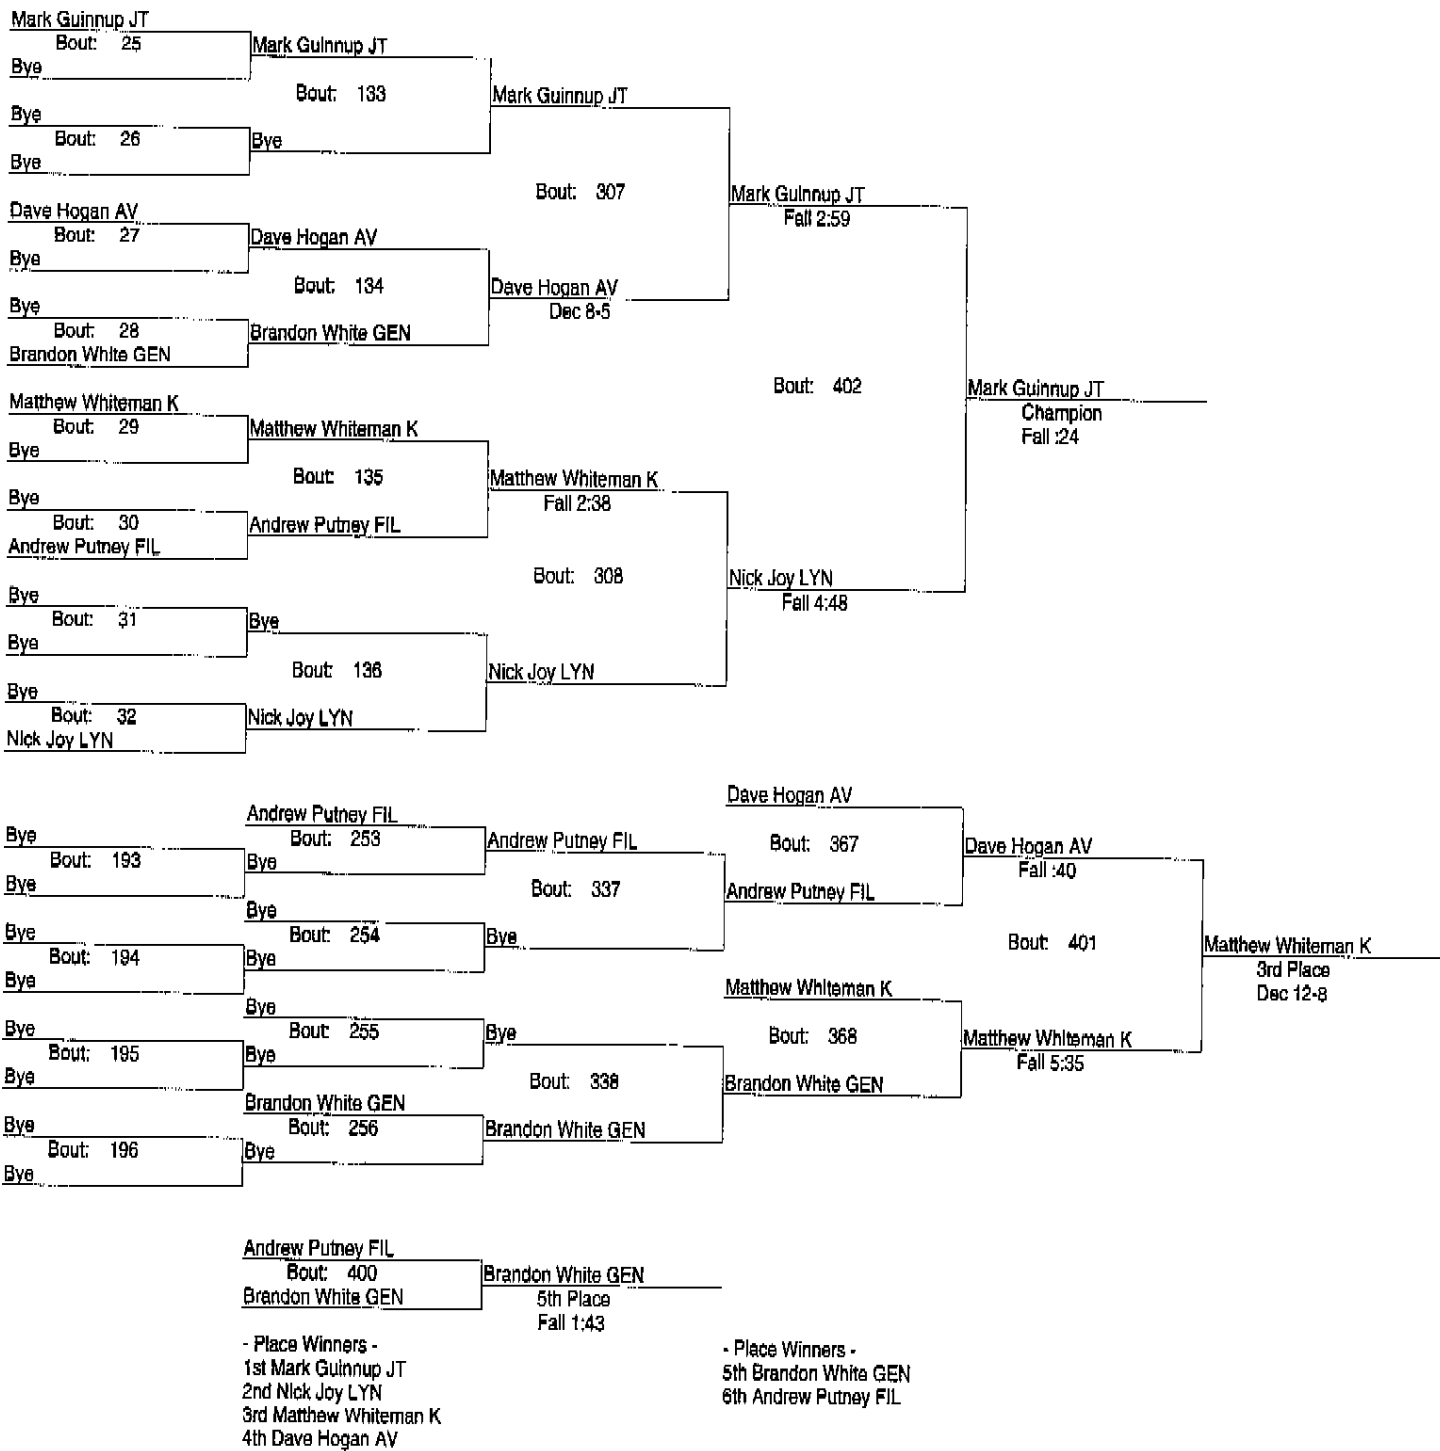 Mark Guinnup JT
Bout: 25
Bye
Mark Guinnup JT
Bout: 133
Bye
Bout: 26
Bye
Bye
Mark Guinnup JT
Bout: 307
Dave Hogan AV
Bout: 27
Bye
Dave Hogan AV
Bout: 134
Bye
Bout: 28
Brandon White GEN
Brandon White GEN
Dave Hogan AV
Dec 8-5
Mark Guinnup JT
Fall 2:59
Bout: 402
Matthew Whiteman K
Bout: 29
Bye
Matthew Whiteman K
Bout: 135
Bye
Bout: 30
Andrew Putney FIL
Andrew Putney FIL
Matthew Whiteman K
Fall 2:38
Bout: 308
Bye
Bout: 31
Bye
Bye
Bout: 136
Bye
Bout: 32
Nick Joy LYN
Nick Joy LYN
Nick Joy LYN
Nick Joy LYN
Fall 4:48
Mark Guinnup JT
Champion
Fall :24
Bye
Bout: 193
Bye
Andrew Putney FIL
Bout: 253
Bye
Andrew Putney FIL
Bout: 337
Bye
Bout: 194
Bye
Bye
Bout: 254
Bye
Bye
Dave Hogan AV
Bout: 367
Andrew Putney FIL
Dave Hogan AV
Fall :40
Bout: 401
Bye
Bout: 195
Bye
Bye
Bout: 255
Bye
Bye
Bout: 338
Bye
Bout: 196
Bye
Brandon White GEN
Bout: 256
Bye
Brandon White GEN
Matthew Whiteman K
Bout: 368
Brandon White GEN
Matthew Whiteman K
Fall 5:35
Matthew Whiteman K
3rd Place
Dec 12-8
Andrew Putney FIL
Bout: 400
Brandon White GEN
Brandon White GEN
5th Place
Fall 1:43
- Place Winners -
1st Mark Guinnup JT
2nd Nick Joy LYN
3rd Matthew Whiteman K
4th Dave Hogan AV
- Place Winners -
5th Brandon White GEN
6th Andrew Putney FIL